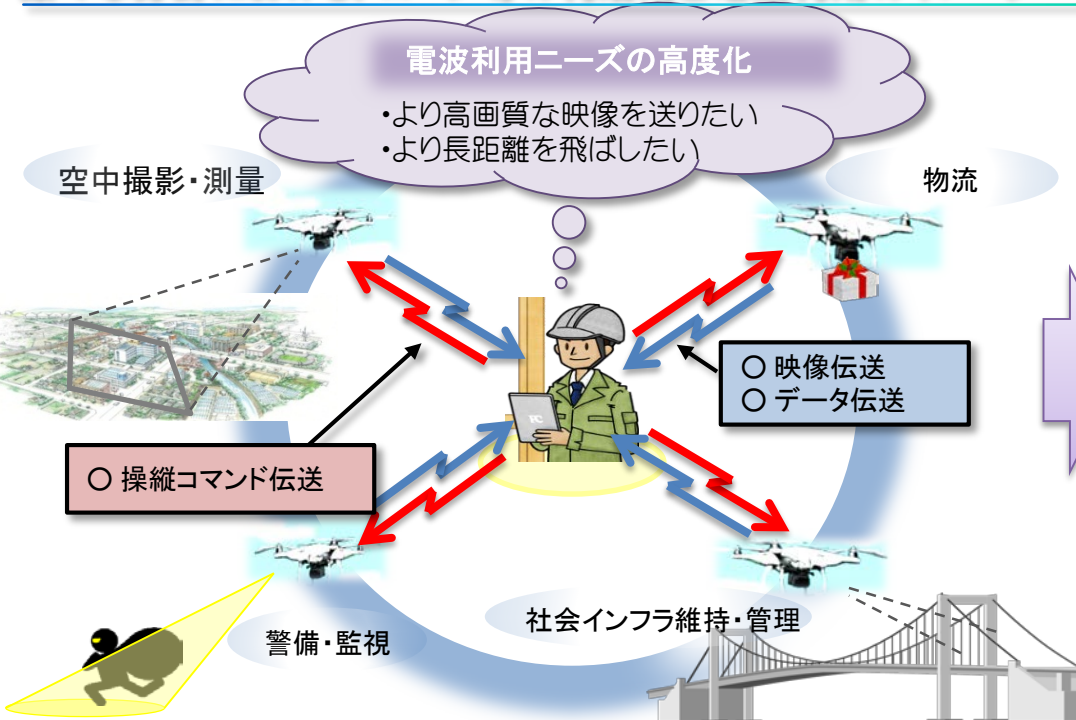 電波利用ニーズの高度化
・より高画質な映像を送りたい
・より長距離を飛ばしたい
空中撮影・測量
物流
〇 映像伝送
〇 データ伝送
〇 操縦コマンド伝送
警備・監視
社会インフラ維持・管理